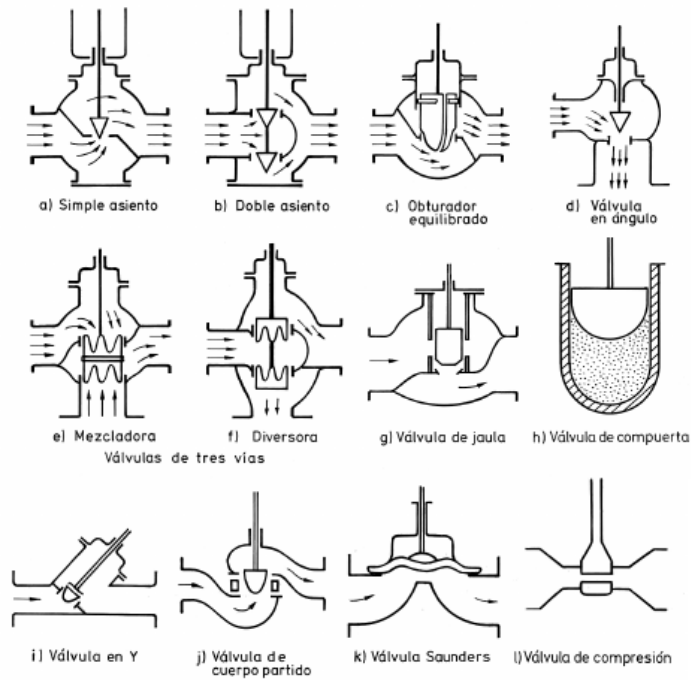 a) Simple asiento
b) Doble asiento
c) Obturador
equilibrado
d) Válvula
en ángulo
e) Mezcladora
f) Diversora
Válvulas de tres vías
g) Válvula de jaula
h) Válvula de compuerta
i) Válvula en Y
j) Válvula de
cuerpo partido
k) Válvula Saunders
l) Válvula de compresión